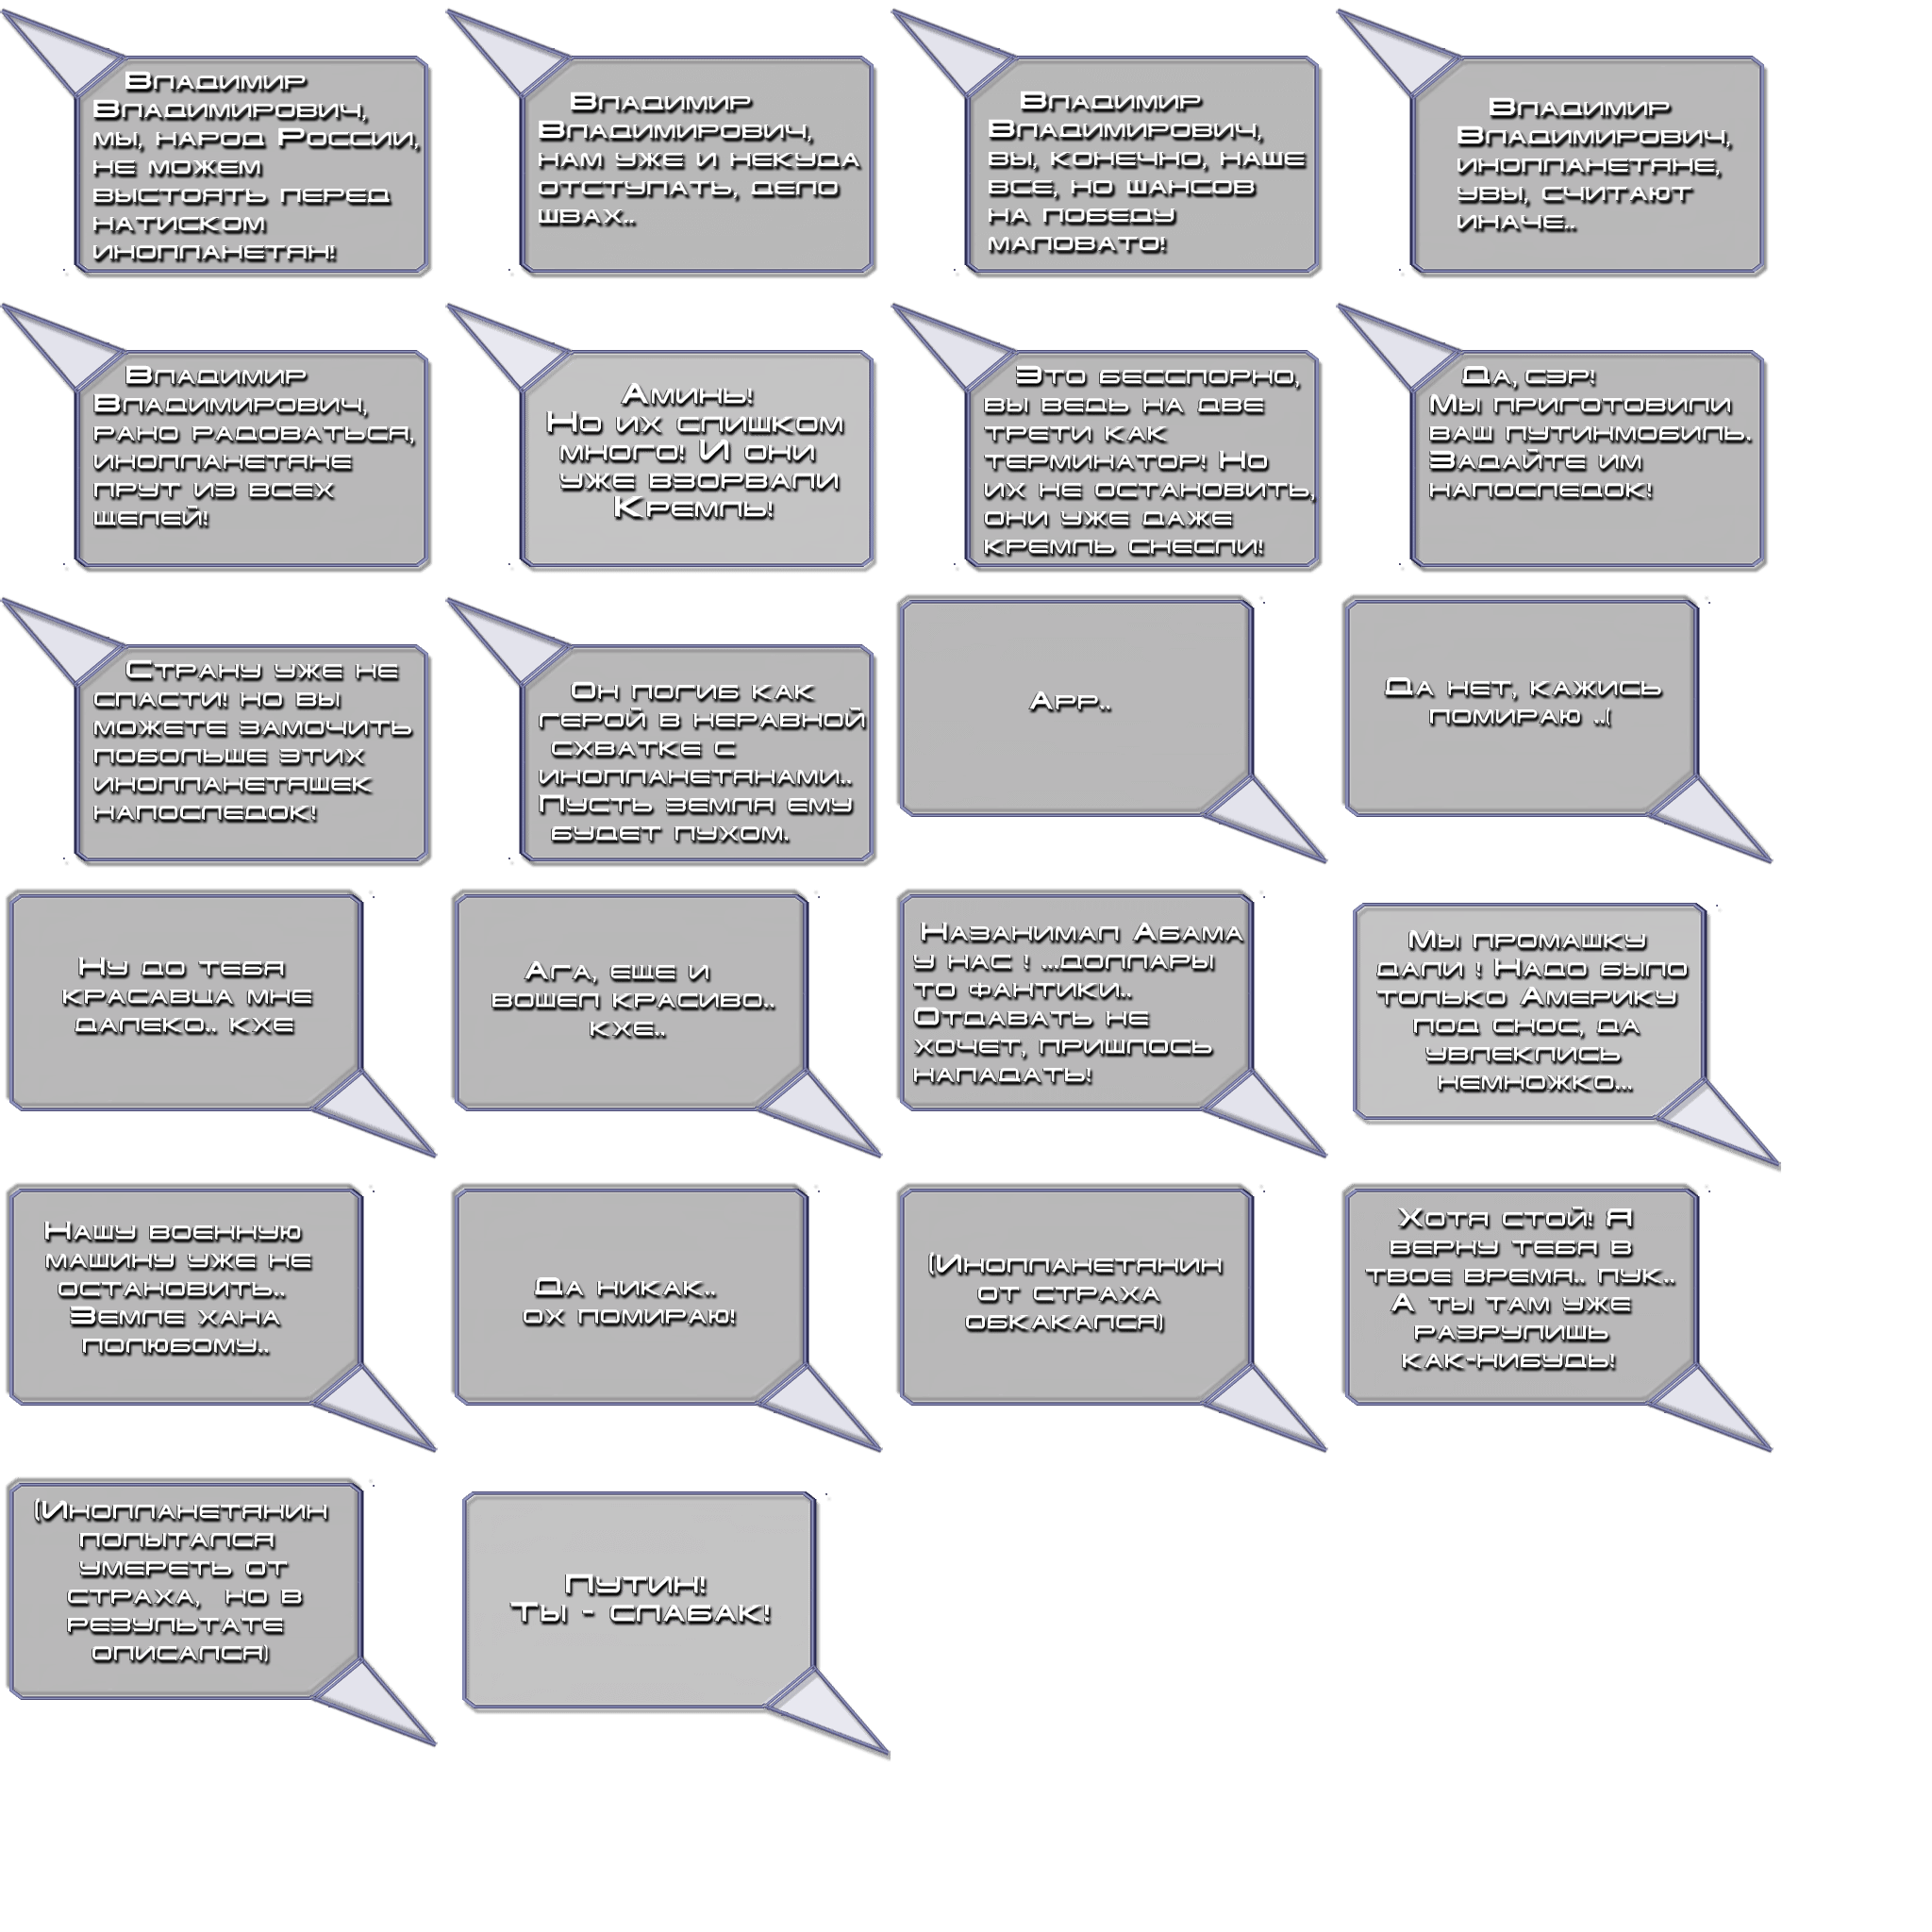 Владимир
Владимирович,
мы, народ России,
не можем
выстоять перед
натиском
инопланетян!
Владимир
Владимирович,
нам уже и некуда
отступать, дело
швах..
Владимир
Владимирович,
вы, конечно, наше
все, но шансов
на победу
маловато!
Владимир
Владимирович,
инопланетяне,
увы, считают
иначе..
Владимир
Владимирович,
рано радоваться,
инопланетяне
прут из всех
щелей!
Аминь!
Но их слишком
много! И они
уже взорвали
Кремль!
Это бесспорно,
вы ведь на две
трети как
терминатор! Но
их не остановить,
они уже даже
кремль снесли!
Да, сэр!
Мы приготовили
ваш путинмобиль.
Задайте им
напоследок!
Страну уже не
спасти! но вы
можете замочить
побольше этих
инопланетяшек
напоследок!
Он погиб как
герой в неравной
схватке с
инопланетянами..
Пусть земля ему
будет пухом.
Арр..
Да нет, кажись
помираю ..(
Ну до тебя
красавца мне
далеко.. кхе
Ага, еще и
вошел красиво..
кхе..
Назанимал Абама
у нас ! ...доллары
то фантики..
Отдавать не
хочет, пришлось
нападать!
Мы промашку
дали ! Надо было
только Америку
под снос, да
увлеклись
немножко...
Нашу военную
машину уже не
остановить..
Земле хана
полюбому..
Да никак..
ох помираю!
(Инопланетянин
от страха
обкакался)
Хотя стой! Я
верну тебя в
твое время.. пук..
А ты там уже
разрулишь
как-нибудь!
(Инопланетянин
попытался
умереть от
страха, но в
результате
описался)
Путин!
Ты - слабак!